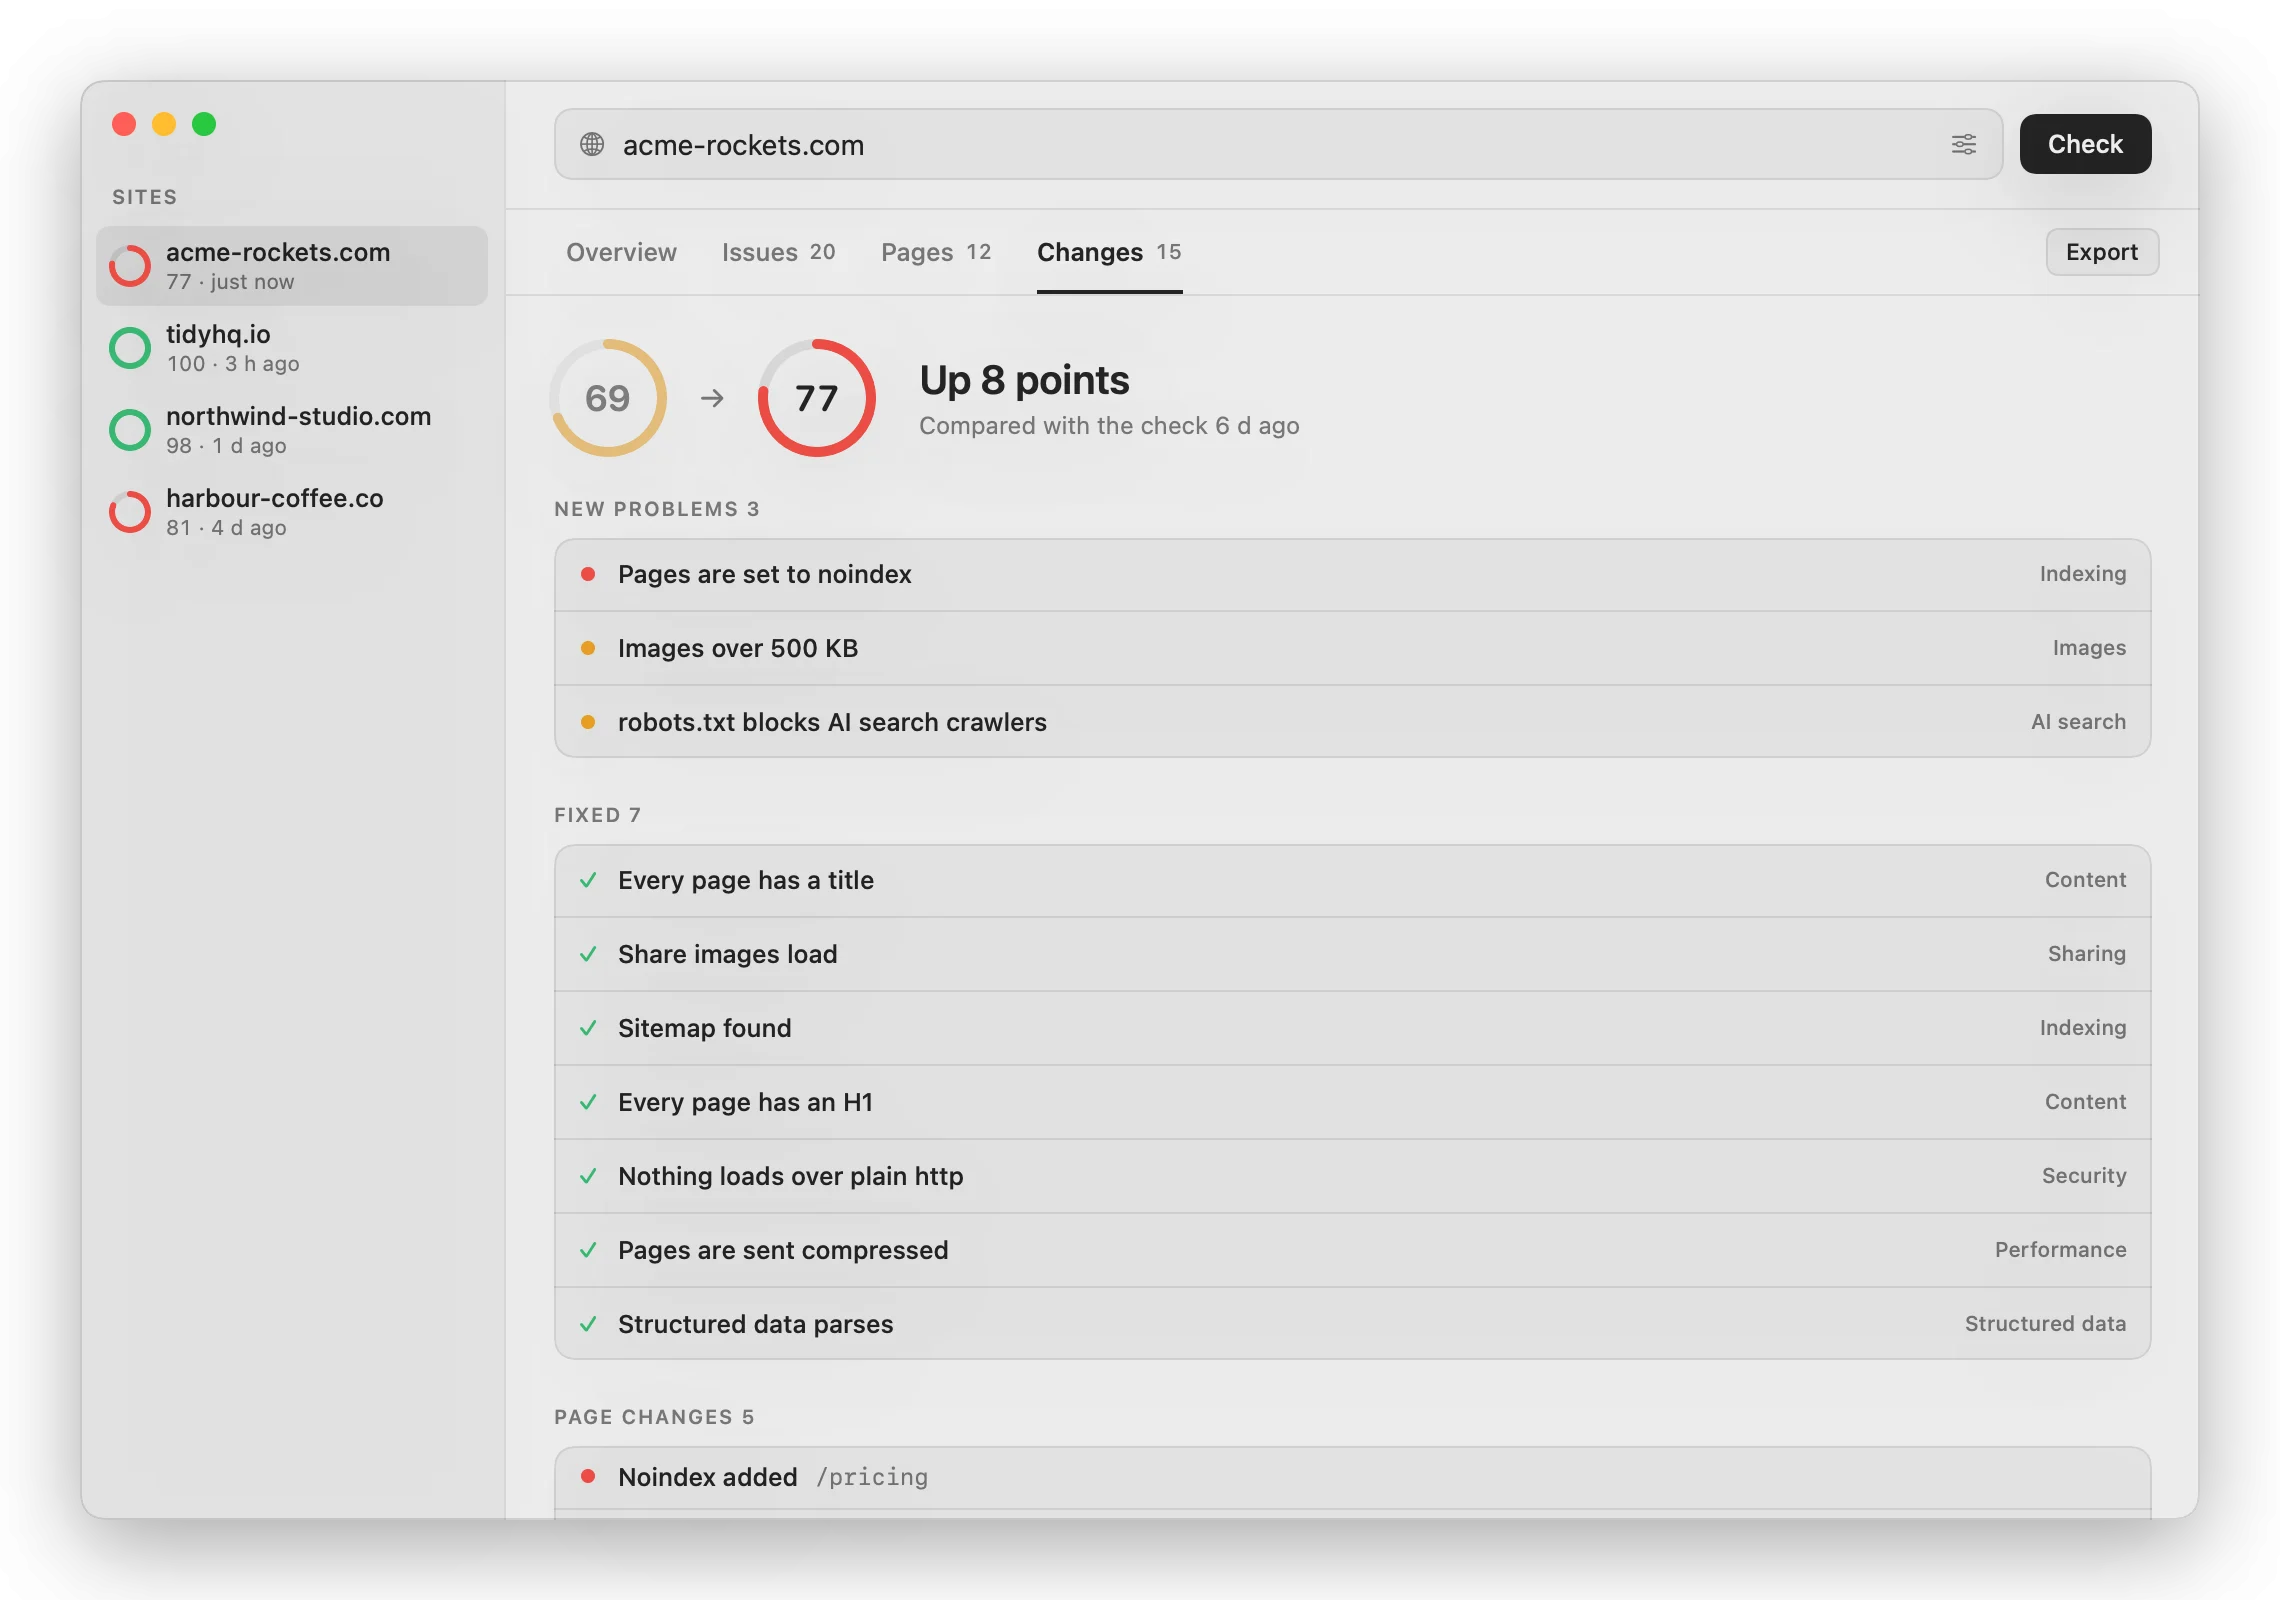 SITES
acme-rockets.com
77 · just now
tidyhq.io
100 · 3 h ago
northwind-studio.com
98 · 1 d ago
harbour-coffee.co
81 · 4 d ago
acme-rockets.com
Check
Overview Issues 20 Pages 12 Changes 15
Export
69 → 77
Up 8 points
Compared with the check 6 d ago
NEW PROBLEMS 3
Pages are set to noindex Indexing
Images over 500 KB Images
robots.txt blocks AI search crawlers AI search
FIXED 7
Every page has a title Content
Share images load Sharing
Sitemap found Indexing
Every page has an H1 Content
Nothing loads over plain http Security
Pages are sent compressed Performance
Structured data parses Structured data
PAGE CHANGES 5
Noindex added /pricing